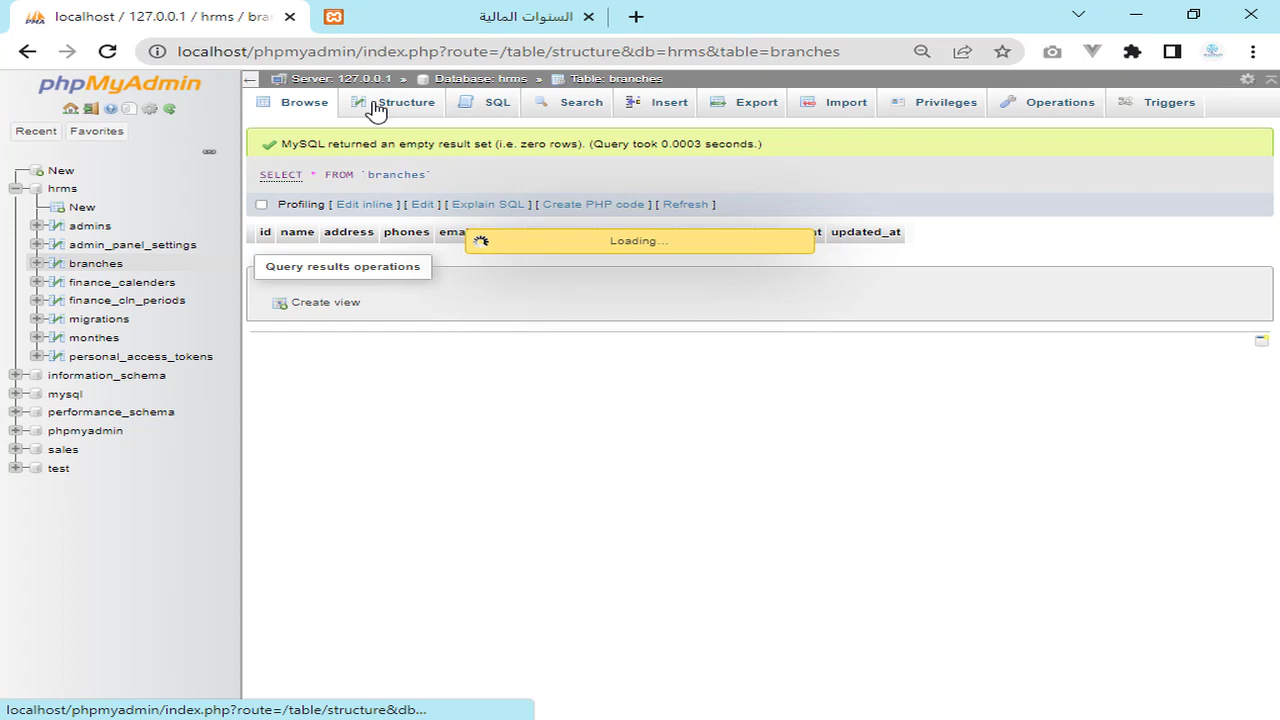 localhost / 127.0.0.1 / hrms / bra
السنوات المالية
localhost/phpmyadmin/index.php?route=/table/structure&db=hrms&table=branches
phpMyAdmin
Recent
Favorites
New
hrms
New
admins
admin_panel_settings
branches
finance_calenders
finance_cln_periods
migrations
monthes
personal_access_tokens
information_schema
mysql
performance_schema
phpmyadmin
sales
test
Server: 127.0.0.1 » Database: hrms » Table: branches
Browse Structure SQL Search Insert Export Import Privileges Operations Triggers
MySQL returned an empty result set (i.e. zero rows). (Query took 0.0003 seconds.)
SELECT * FROM `branches`
Profiling [ Edit inline ] [ Edit ] [ Explain SQL ] [ Create PHP code ] [ Refresh ]
id name address phones ema updated_at
Loading...
Query results operations
Create view
localhost/phpmyadmin/index.php?route=/table/structure&db...